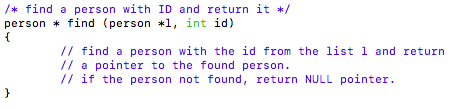 /* find a person with ID and return it */
person * find (person *l, int id)
{
// find a person with the id from the list l and return
// a pointer to the found person.
// if the person not found, return NULL pointer.
}